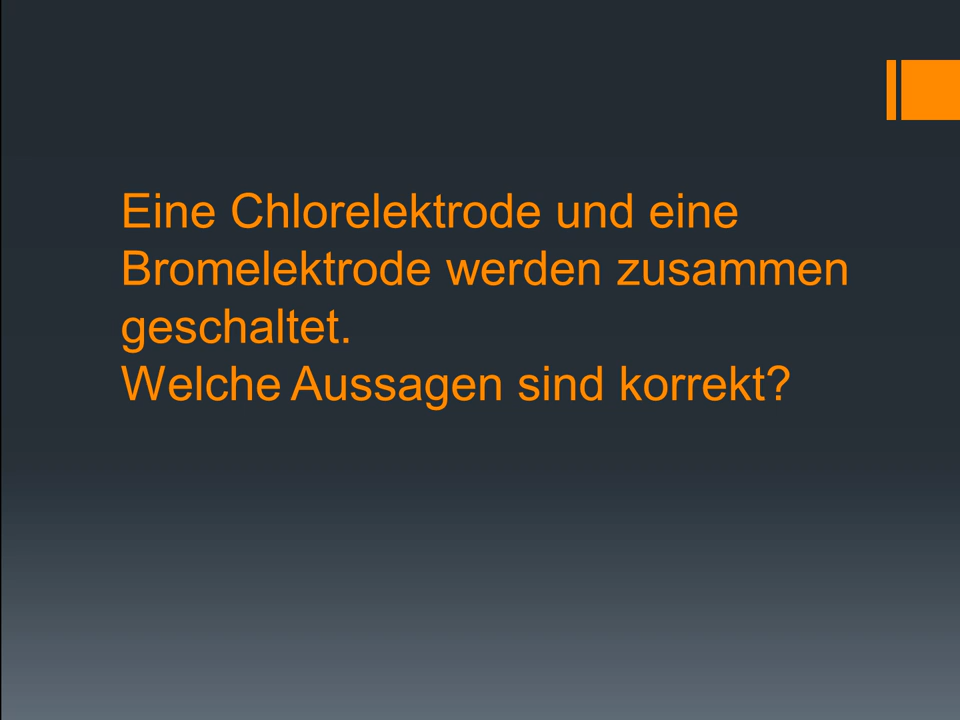 Eine Chlorelektrode und eine
Bromelektrode werden zusammen
geschaltet.
Welche Aussagen sind korrekt?